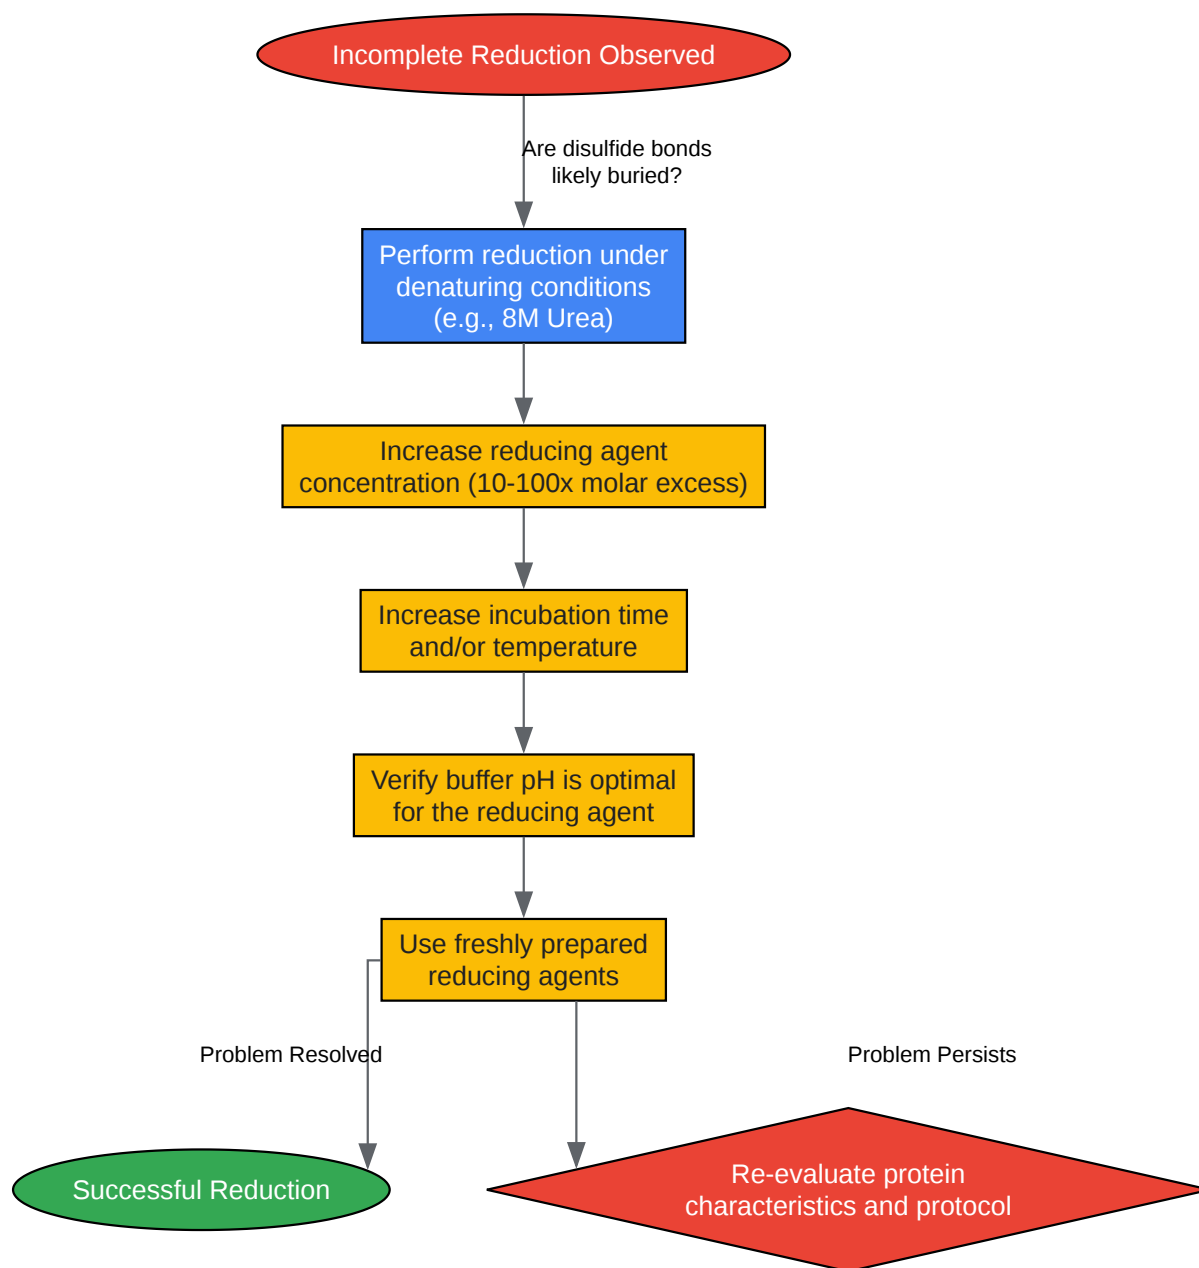 Incomplete Reduction Observed
Are disulfide bonds
likely buried?
Perform reduction under
denaturing conditions
(e.g., 8M Urea)
Increase reducing agent
concentration (10-100x molar excess)
Increase incubation time
and/or temperature
Verify buffer pH is optimal
for the reducing agent
Use freshly prepared
reducing agents
Problem Resolved
Problem Persists
Successful Reduction
Re-evaluate protein
characteristics and protocol